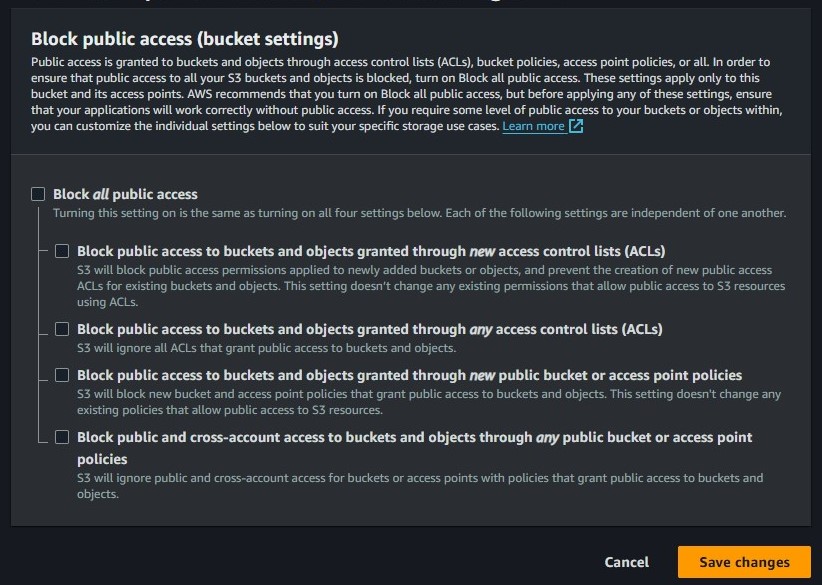 Block public access (bucket settings)
Public access is granted to buckets and objects through access control lists (ACLs), bucket policies, access point policies, or all. In order to
ensure that public access to all your S3 buckets and objects is blocked, turn on Block all public access. These settings apply only to this
bucket and its access points. AWS recommends that you turn on Block all public access, but before applying any of these settings, ensure
that your applications will work correctly without public access. If you require some level of public access to your buckets or objects within,
you can customize the individual settings below to suit your specific storage use cases. Learn more
Block all public access
Turning this setting on is the same as turning on all four settings below. Each of the following settings are independent of one another.
Block public access to buckets and objects granted through new access control lists (ACLs)
S3 will block public access permissions applied to newly added buckets or objects, and prevent the creation of new public access
ACLs for existing buckets and objects. This setting doesn't change any existing permissions that allow public access to S3 resources
using ACLs.
Block public access to buckets and objects granted through any access control lists (ACLs)
S3 will ignore all ACLs that grant public access to buckets and objects.
Block public access to buckets and objects granted through new public bucket or access point policies
S3 will block new bucket and access point policies that grant public access to buckets and objects. This setting doesn't change any
existing policies that allow public access to S3 resources.
Block public and cross-account access to buckets and objects through any public bucket or access point
policies
S3 will ignore public and cross-account access for buckets or access points with policies that grant public access to buckets and
objects.
Cancel Save changes